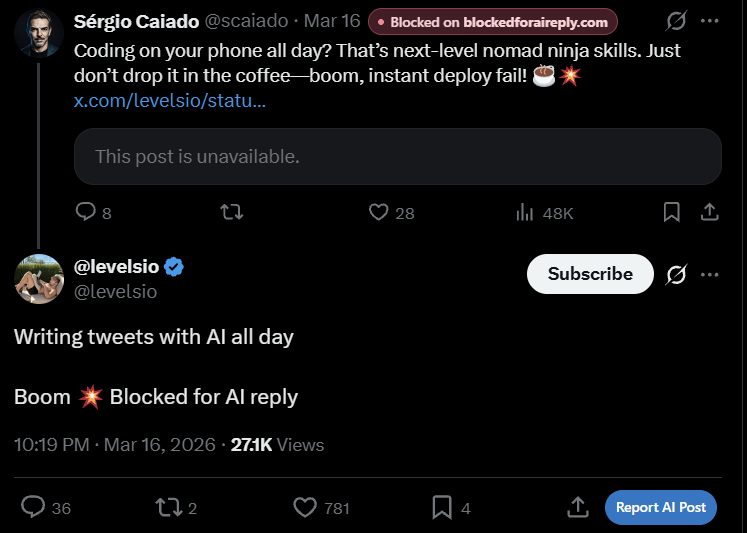 Sérgio Caiado @scaiado · Mar 16 • Blocked on blockedforaireply.com
Coding on your phone all day? That’s next-level nomad ninja skills. Just
don’t drop it in the coffee—boom, instant deploy fail! ☕💥
x.com/levelsio/statu…
This post is unavailable.
8 28 48K
@levelsio
Subscribe
@levelsio
Writing tweets with AI all day
Boom 💥 Blocked for AI reply
10:19 PM · Mar 16, 2026 · 27.1K Views
36 2 781 4 Report AI Post